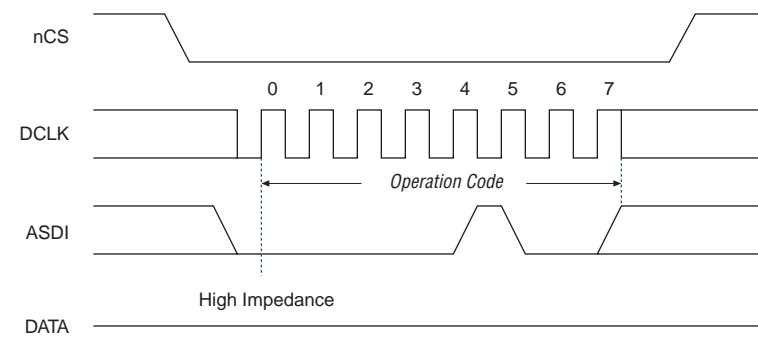 nCS
0 1 2 3 4 5 6 7
DCLK
Operation Code
ASDI
High Impedance
DATA